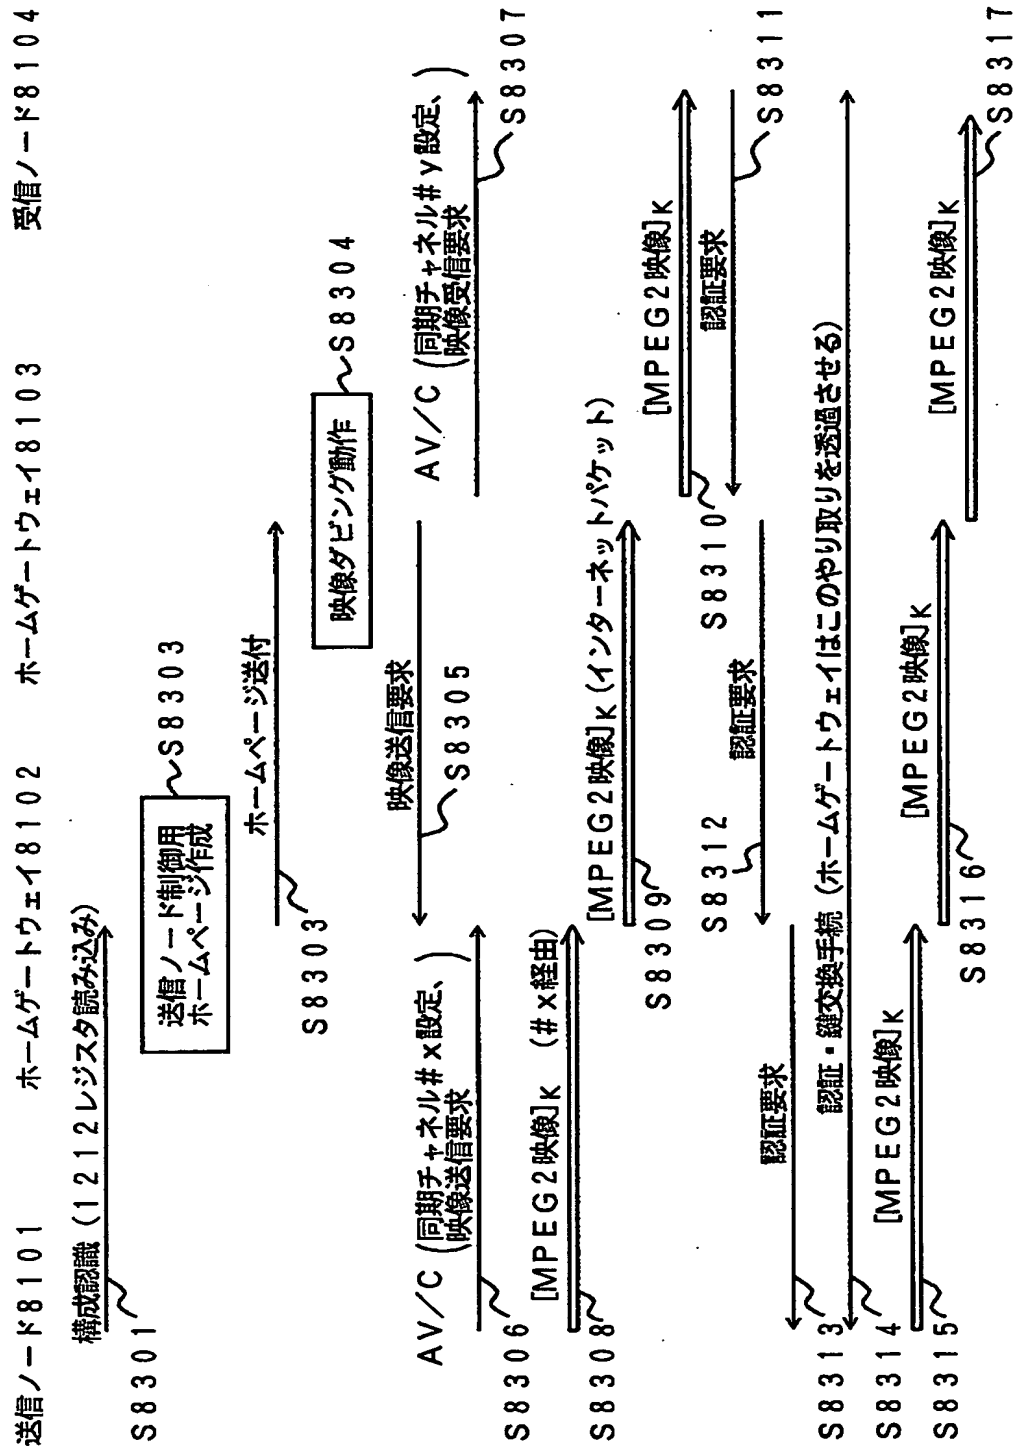 送信ノード8101
ホームゲートウェイ8102
ホームゲートウェイ8103
受信ノード8104
構成認識（1212レジスタ読み込み）
S8301
送信ノード制御用
ホームページ作成
S8303
ホームページ送付
S8303
映像ダビング動作
S8304
映像送信要求
S8305
AV/C（同期チャネル#x設定、
映像送信要求）
S8306
AV/C（同期チャネル#y設定、
映像受信要求）
S8307
[MPEG2映像]K （#x経由）
S8308
[MPEG2映像]K（インターネットパケット）
S8309
[MPEG2映像]K
S8310
認証要求
S8311
認証要求
S8312
認証要求
S8313
認証・鍵交換手続（ホームゲートウェイはこのやり取りを透過させる）
S8314
[MPEG2映像]K
S8315
[MPEG2映像]K
S8316
[MPEG2映像]K
S8317